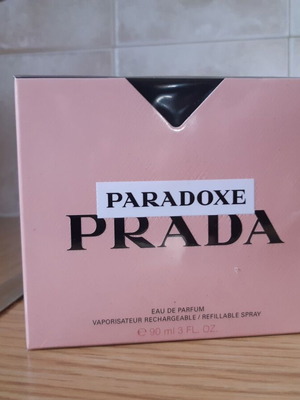 PARADOXE
PRADA
EAU DE PARFUM
VAPORISATEUR RECHARGEABLE / REFILLABLE SPRAY
℮ 90 ml 3 FL. OZ.